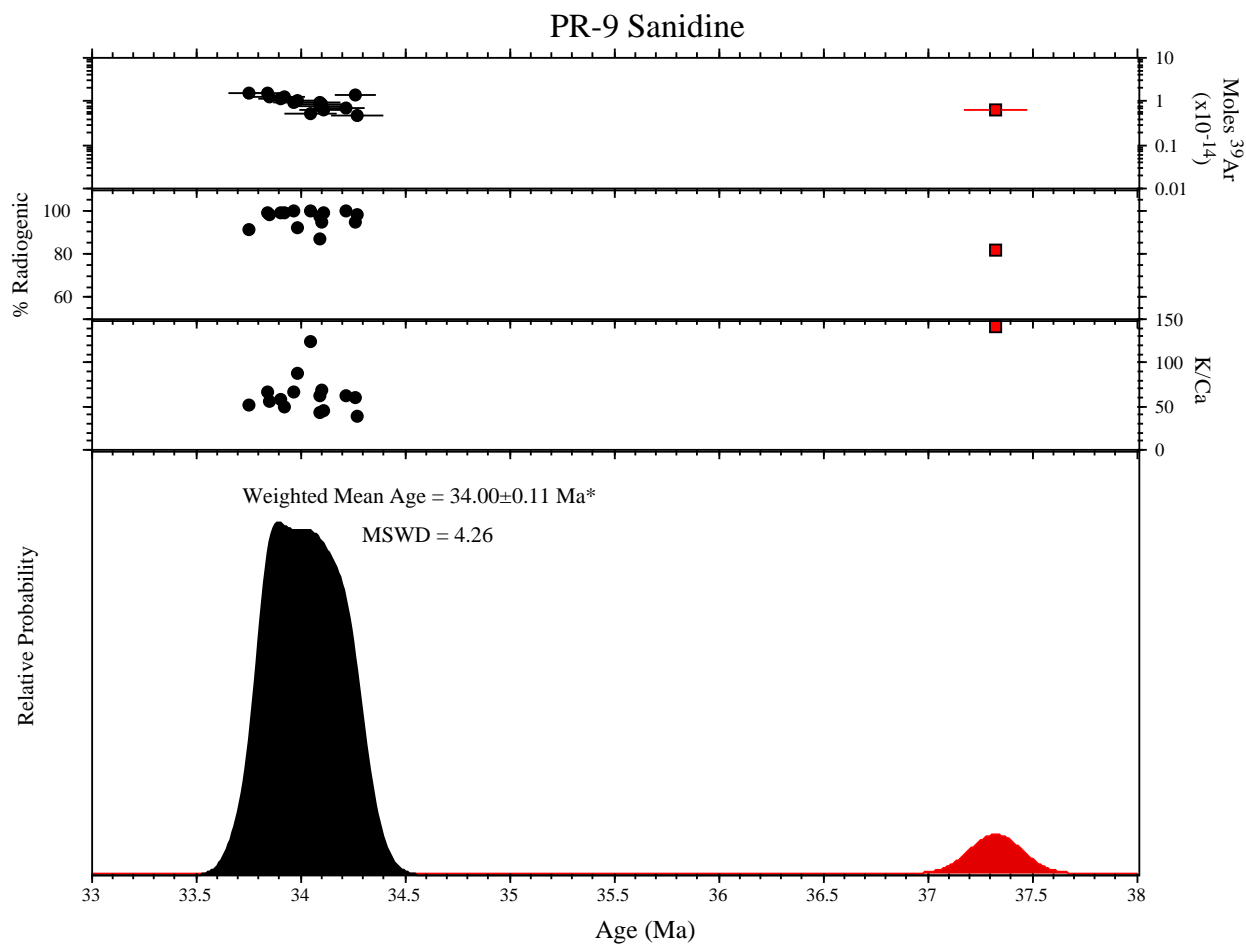 PR-9 Sanidine
10
1
0.1
0.01
Moles ³⁹Ar
(x10⁻¹⁴)
% Radiogenic
100
80
60
150
100
50
0
K/Ca
Weighted Mean Age = 34.00±0.11 Ma*
MSWD = 4.26
Relative Probability
33 33.5 34 34.5 35 35.5 36 36.5 37 37.5 38
Age (Ma)